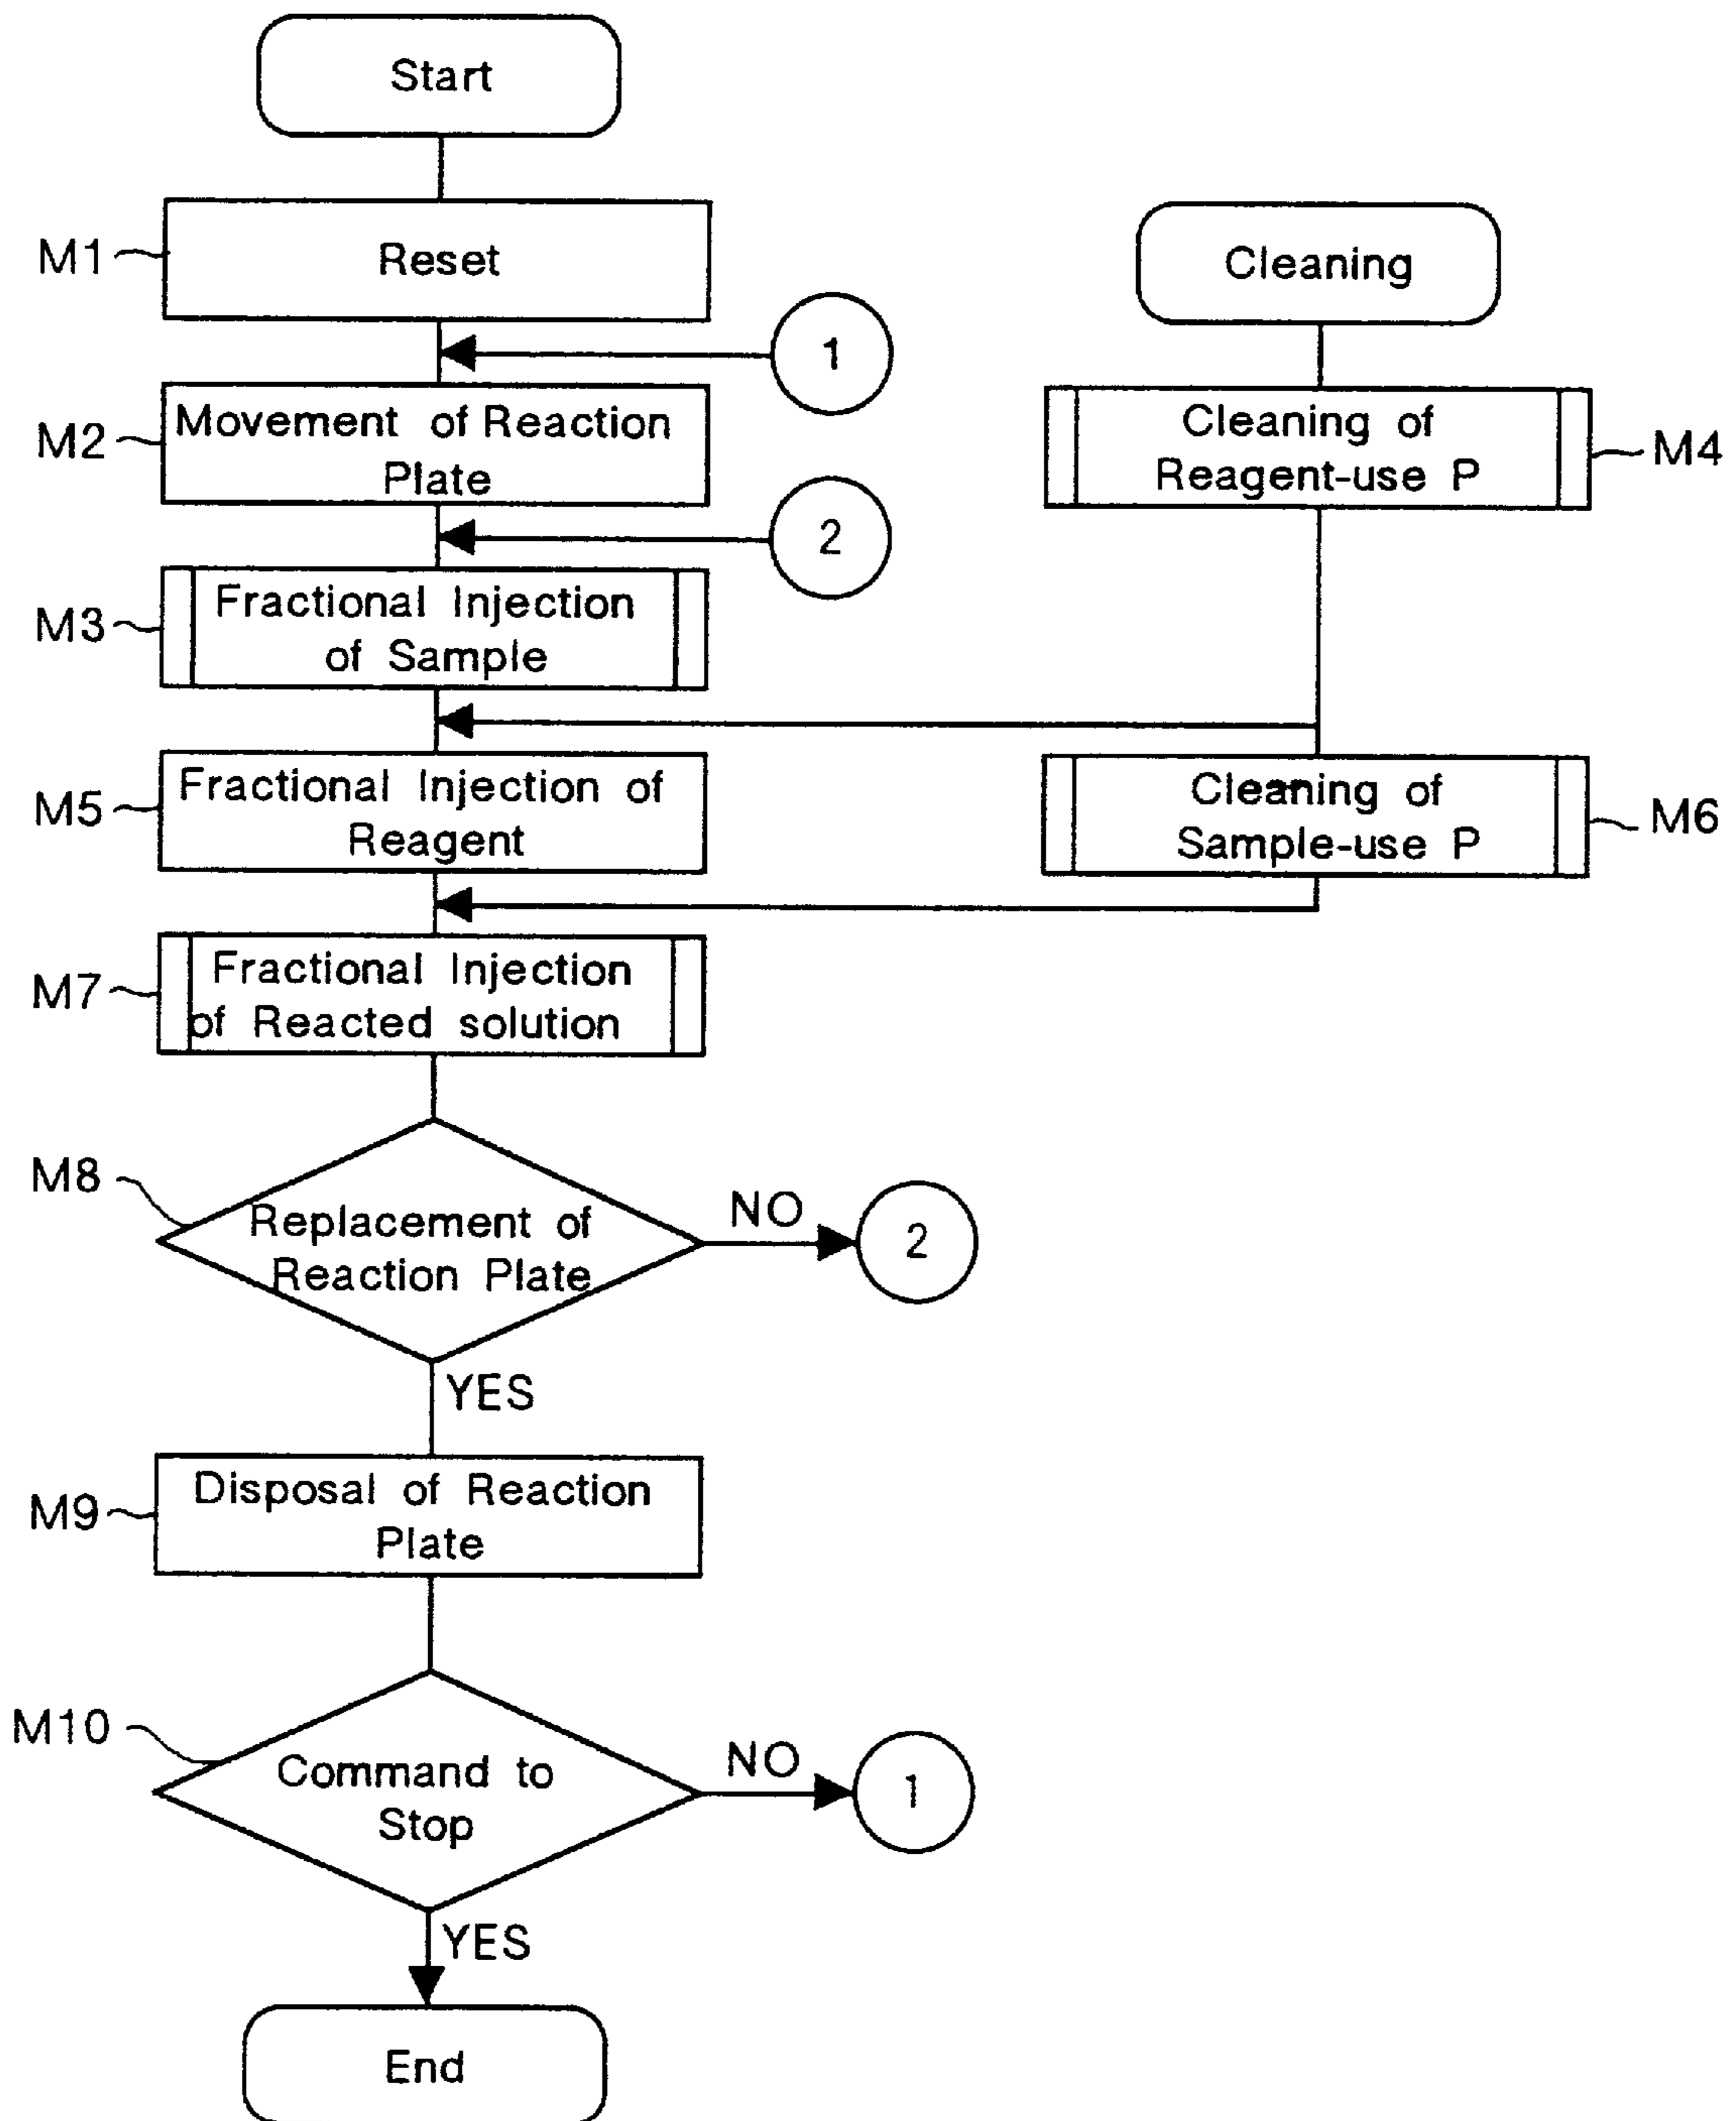 Start
M1
Reset
Cleaning
1
M2
Movement of Reaction
Plate
Cleaning of
Reagent-use P
M4
2
M3
Fractional Injection
of Sample
M5
Fractional Injection of
Reagent
Cleaning of
Sample-use P
M6
M7
Fractional Injection
of Reacted solution
M8
Replacement of
Reaction Plate
NO
2
YES
M9
Disposal of Reaction
Plate
M10
Command to
Stop
NO
1
YES
End